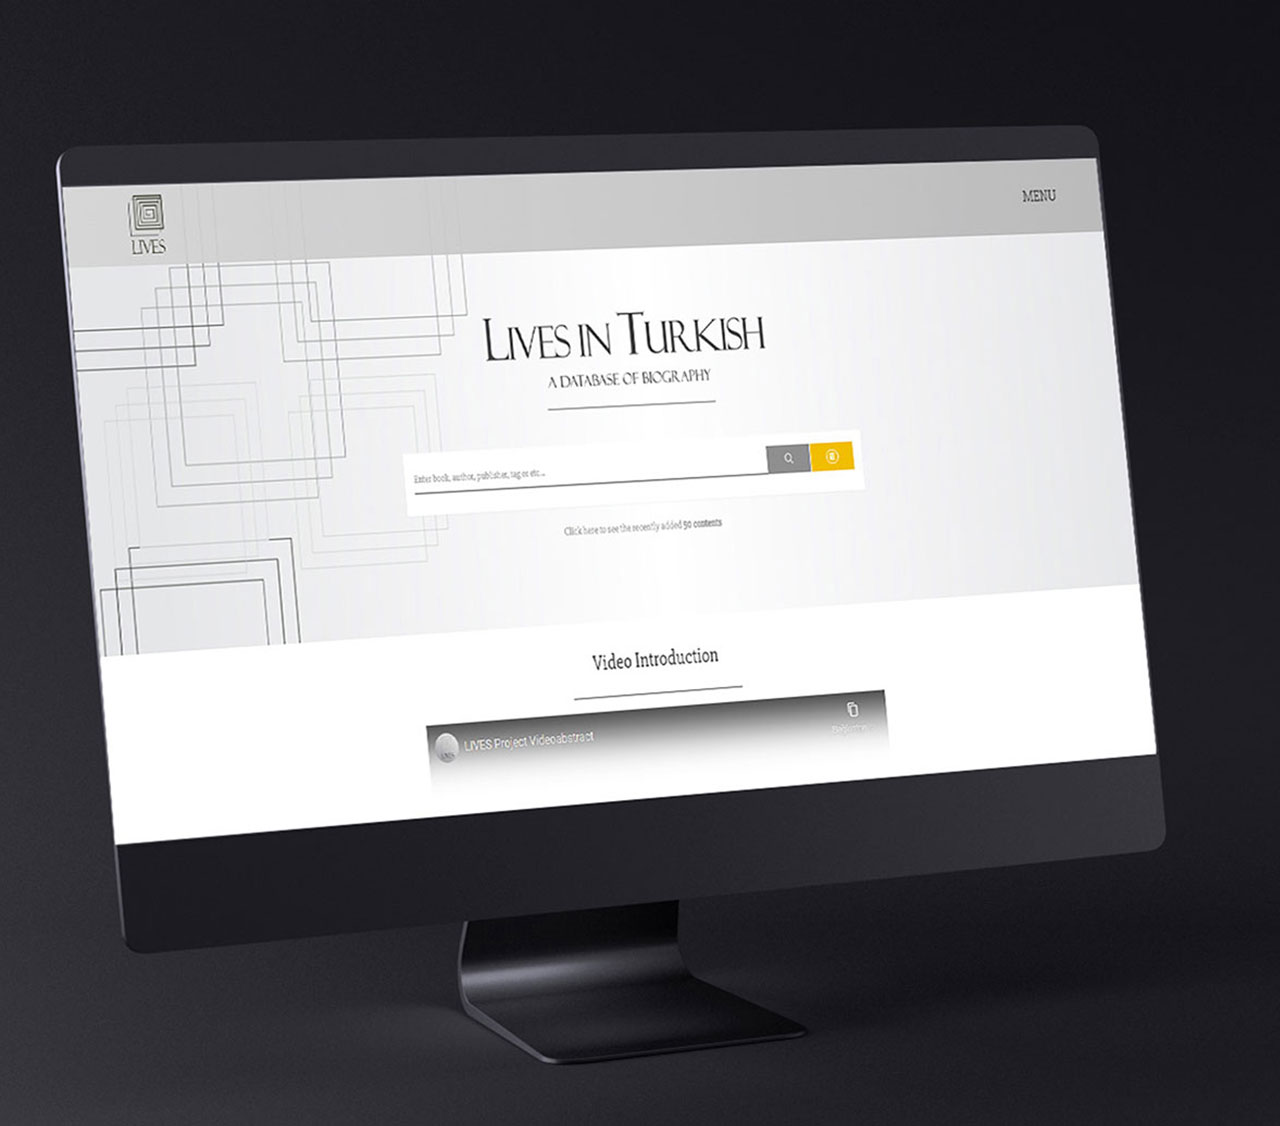 LIVES
MENU
LIVES IN TURKISH
A DATABASE OF BIOGRAPHY
Enter book, author, publisher, tag or etc...
Click here to see the recently added 50 contents
Video Introduction
LIVES Project Videoabstract